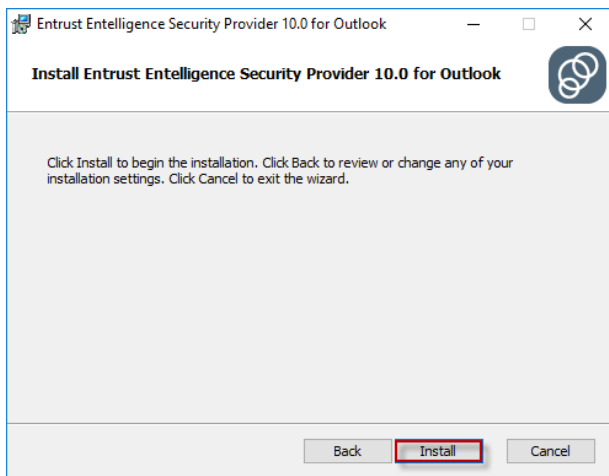 Entrust Entelligence Security Provider 10.0 for Outlook
Install Entrust Entelligence Security Provider 10.0 for Outlook
Click Install to begin the installation. Click Back to review or change any of your
installation settings. Click Cancel to exit the wizard.
Back Install Cancel